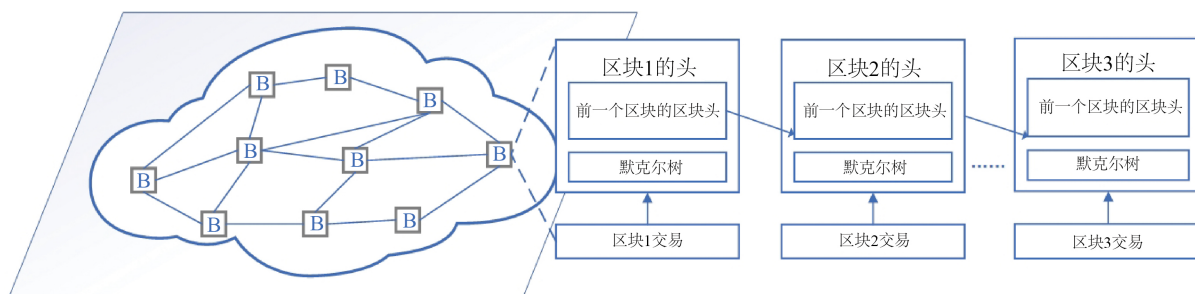 B
B
B
B
B
B
B
B
B
B
区块1的头
前一个区块的区块头
默克尔树
区块1交易
区块2的头
前一个区块的区块头
默克尔树
区块2交易
······
区块3的头
前一个区块的区块头
默克尔树
区块3交易